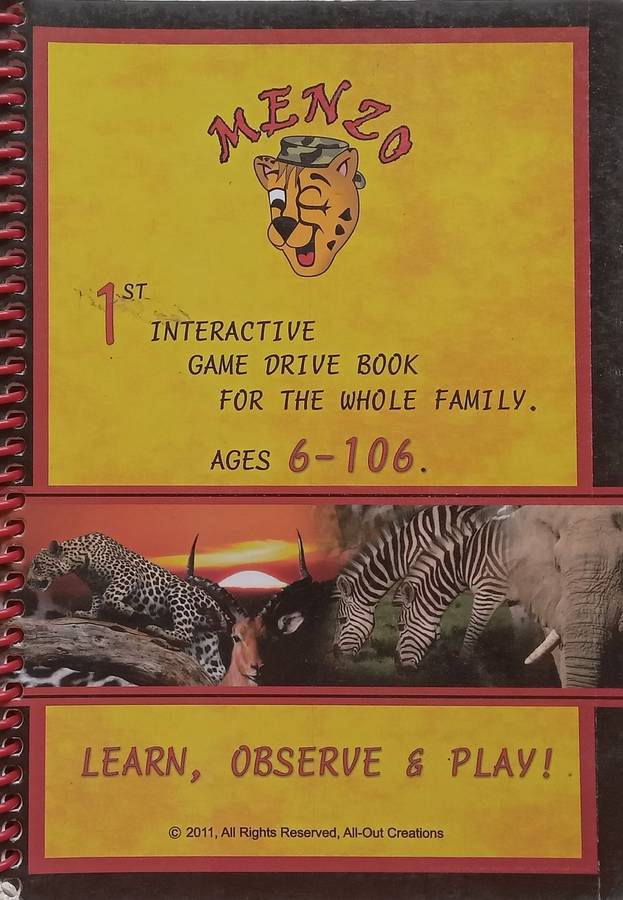 MENZO
1ST
INTERACTIVE
GAME DRIVE BOOK
FOR THE WHOLE FAMILY.
AGES 6-106.
LEARN, OBSERVE & PLAY!
© 2011, All Rights Reserved, All-Out Creations